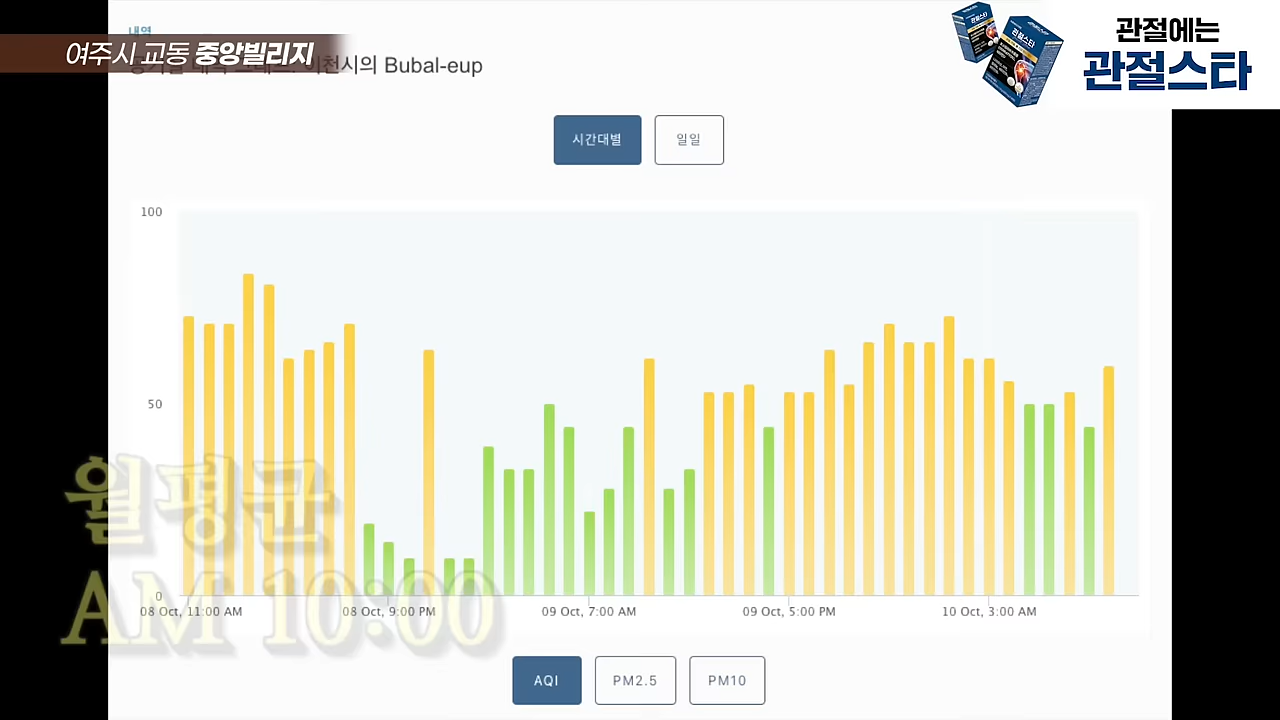 내역
여주시 교동 중앙빌리지
이천시의 Bubal-eup
관절에는
관절스타
시간대별 일일
100
50
0
08 Oct, 11:00 AM 08 Oct, 9:00 PM 09 Oct, 7:00 AM 09 Oct, 5:00 PM 10 Oct, 3:00 AM
월평균
AM 10:00
AQI PM2.5 PM10